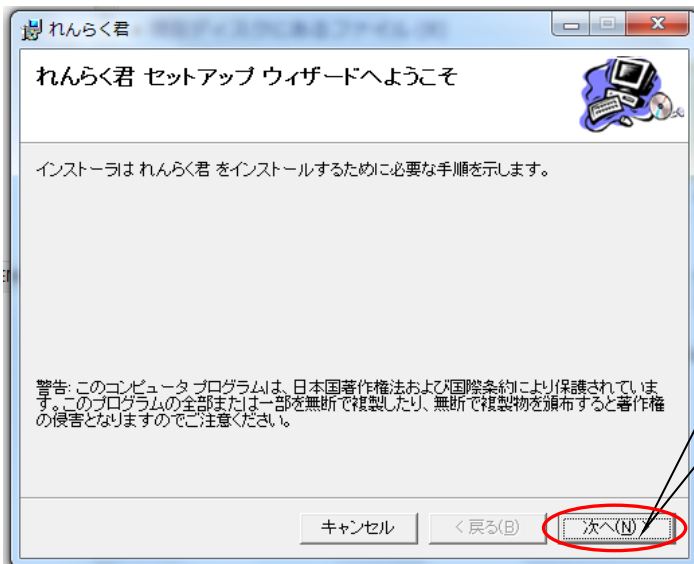 れんらく君
れんらく君 セットアップ ウィザードへようこそ
インストーラは れんらく君 をインストールするために必要な手順を示します。
警告: このコンピュータ プログラムは、日本国著作権法および国際条約により保護されていま
す。このプログラムの全部または一部を無断で複製したり、無断で複製物を頒布すると著作権
の侵害となりますのでご注意ください。
キャンセル < 戻る(B) 次へ(N) >